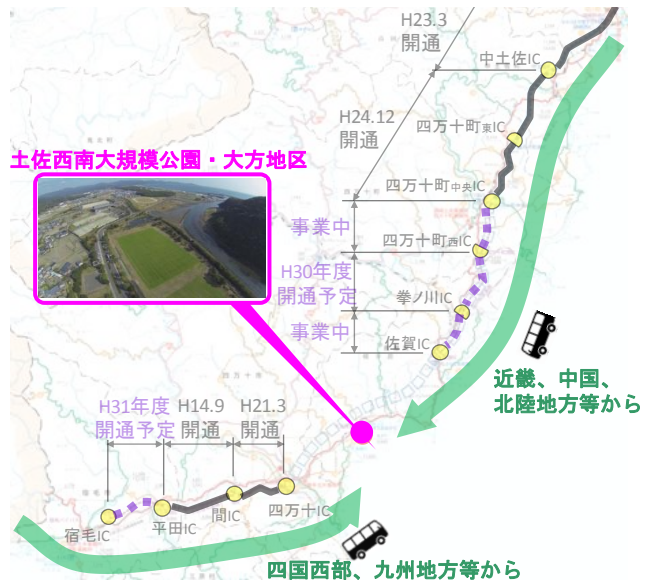 H23.3
開通
中土佐IC
H24.12
開通
四万十町東IC
土佐西南大規模公園・大方地区
四万十町中央IC
事業中
四万十町西IC
H30年度
開通予定
拳ノ川IC
事業中
佐賀IC
近畿、中国、
北陸地方等から
H31年度
開通予定
H14.9
開通
H21.3
開通
四万十IC
間IC
平田IC
宿毛IC
四国西部、九州地方等から